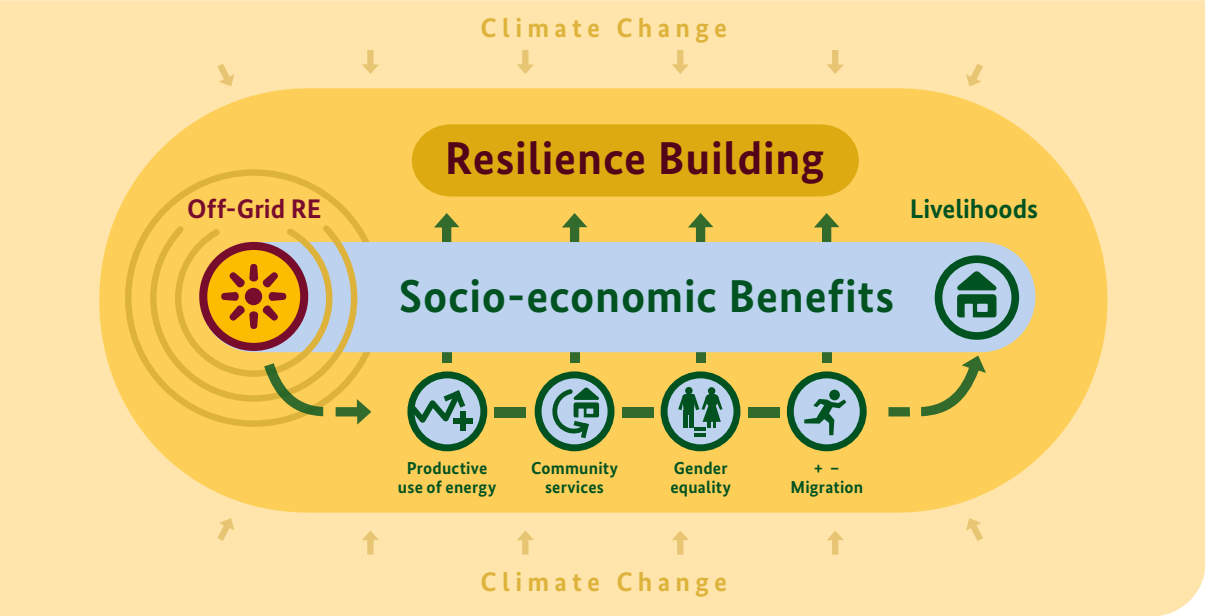 Climate Change
Resilience Building
Off-Grid RE
Livelihoods
Socio-economic Benefits
Productive
use of energy
Community
services
Gender
equality
+ –
Migration
Climate Change